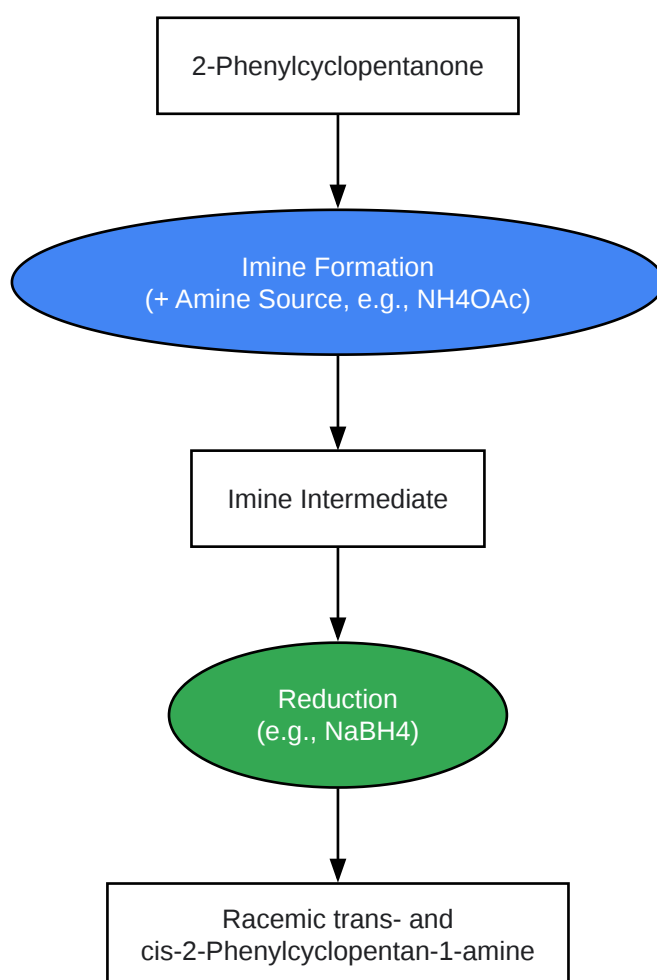 2-Phenylcyclopentanone
Imine Formation
(+ Amine Source, e.g., NH4OAc)
Imine Intermediate
Reduction
(e.g., NaBH4)
Racemic trans- and
cis-2-Phenylcyclopentan-1-amine